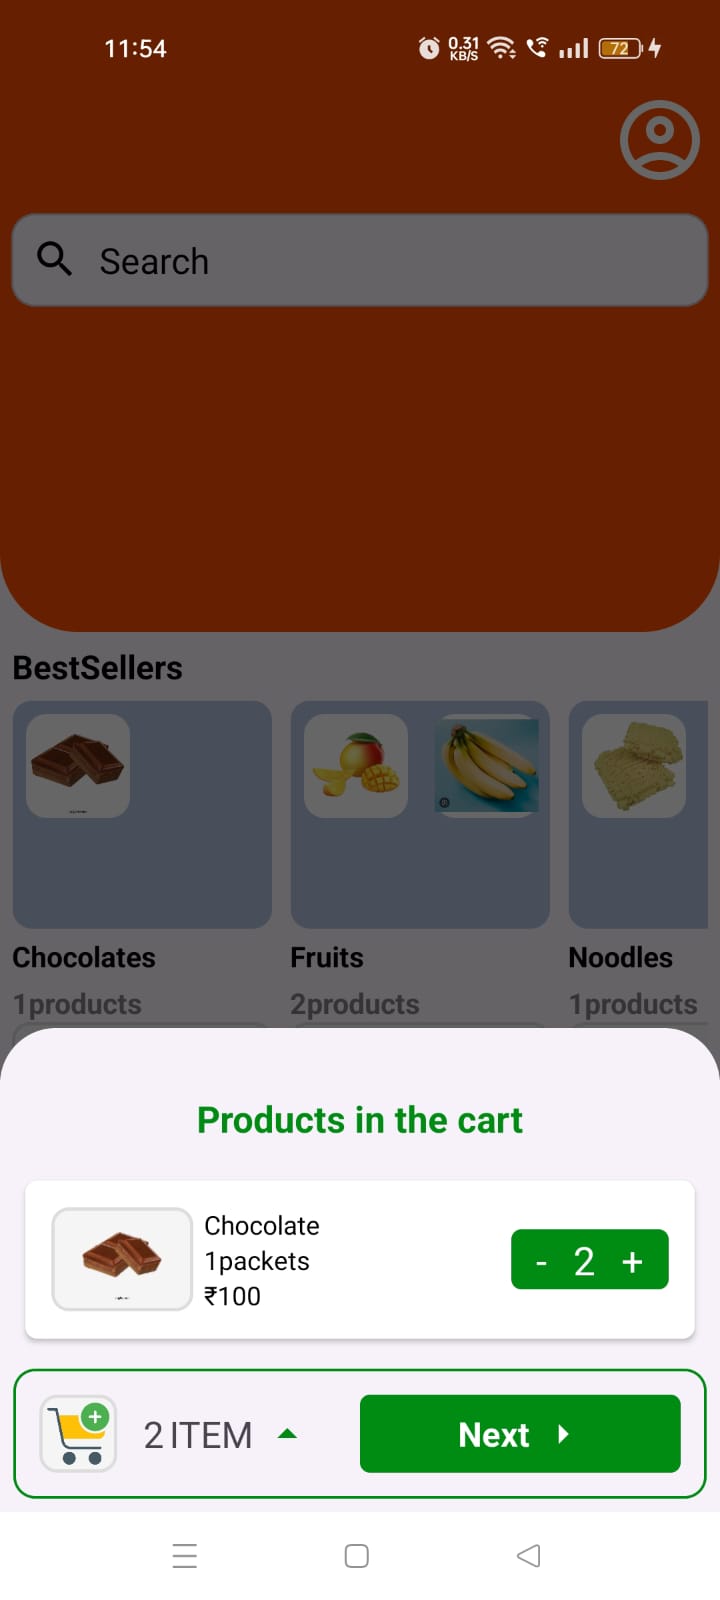 11:54
0.31
KB/S
72
Search
BestSellers
Chocolates
Fruits
Noodles
1products
2products
1products
Products in the cart
Chocolate
1packets
₹100
- 2 +
2 ITEM
Next